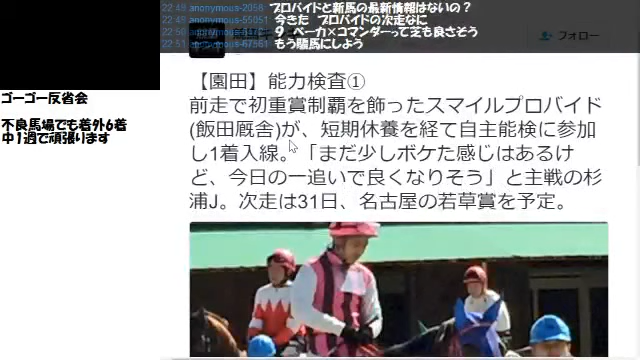 22:49 anonymous-2058 プロバイドと新馬の最新情報はないの？
22:49 anonymous-55051 今きた プロバイドの次走なに
９ ベーカ×コマンダーって芝も良さそう
22:51 anonymous-67561 もう騸馬にしよう
フォロー
ゴーゴー反省会
不良馬場でも着外6着
中１週で頑張ります
【園田】能力検査①
前走で初重賞制覇を飾ったスマイルプロバイド
(飯田厩舎)が、短期休養を経て自主能検に参加
し1着入線。「まだ少しボケた感じはあるけ
ど、今日の一追いで良くなりそう」と主戦の杉
浦J。次走は31日、名古屋の若草賞を予定。